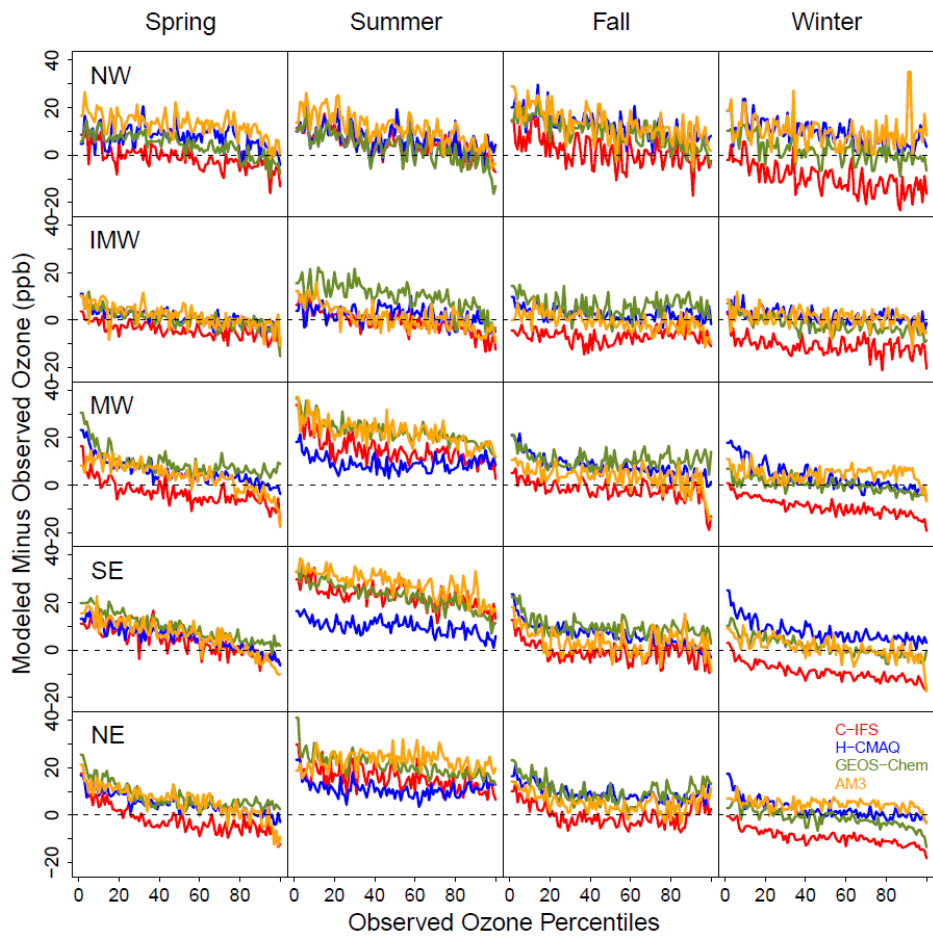 Spring Summer Fall Winter
Modeled Minus Observed Ozone (ppb)
40
20
0
−20
NW
40
20
0
−20
IMW
40
20
0
−20
MW
40
20
0
−20
SE
40
20
0
−20
NE
C−IFS
H−CMAQ
GEOS−Chem
AM3
0 20 40 60 80 0 20 40 60 80 0 20 40 60 80 0 20 40 60 80
Observed Ozone Percentiles